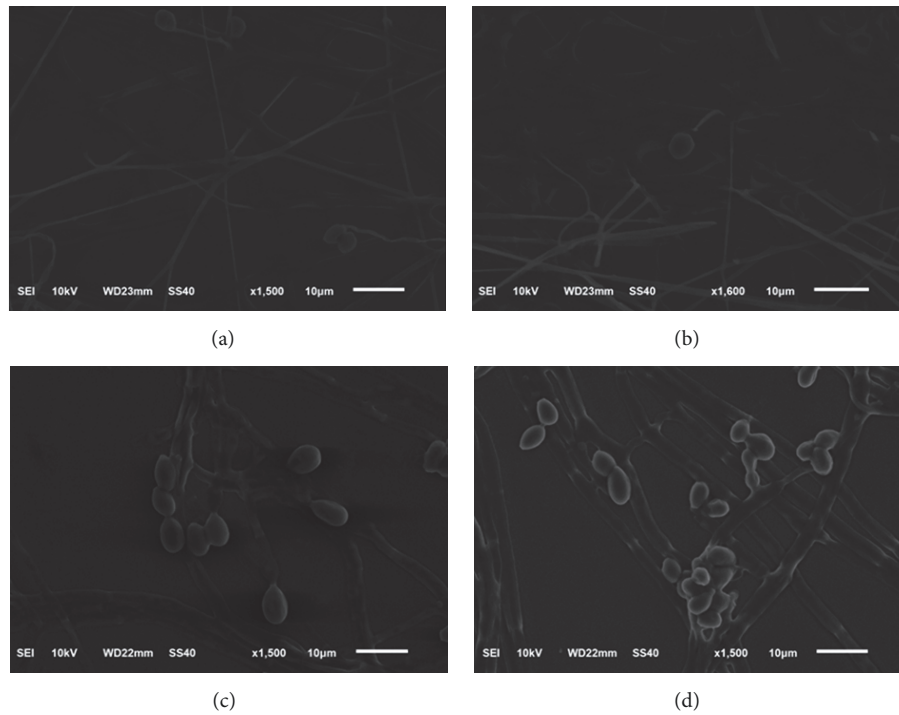 SEI 10kV WD23mm SS40 x1,500 10µm
SEI 10kV WD23mm SS40 x1,600 10µm
(a)
(b)
SEI 10kV WD22mm SS40 x1,500 10µm
SEI 10kV WD22mm SS40 x1,500 10µm
(c)
(d)